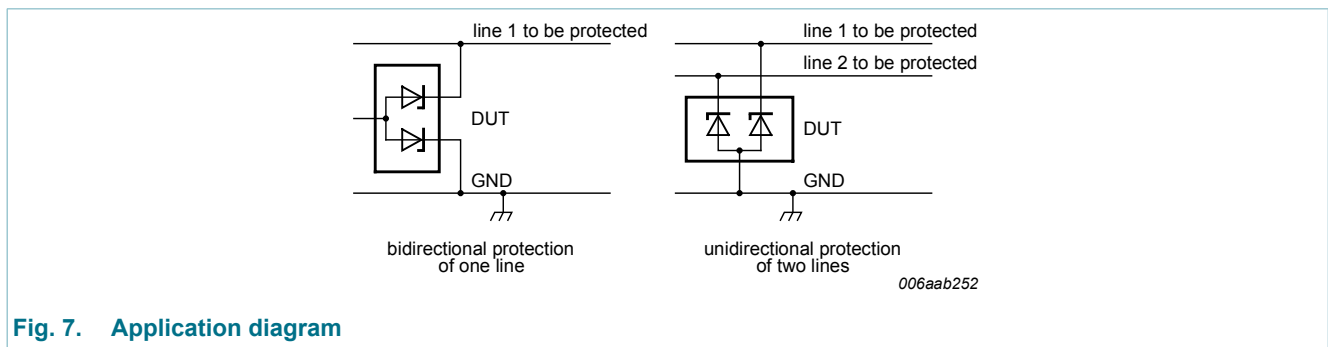 line 1 to be protected
DUT
GND
bidirectional protection
of one line
line 1 to be protected
line 2 to be protected
DUT
GND
unidirectional protection
of two lines
006aab252
Fig. 7. Application diagram